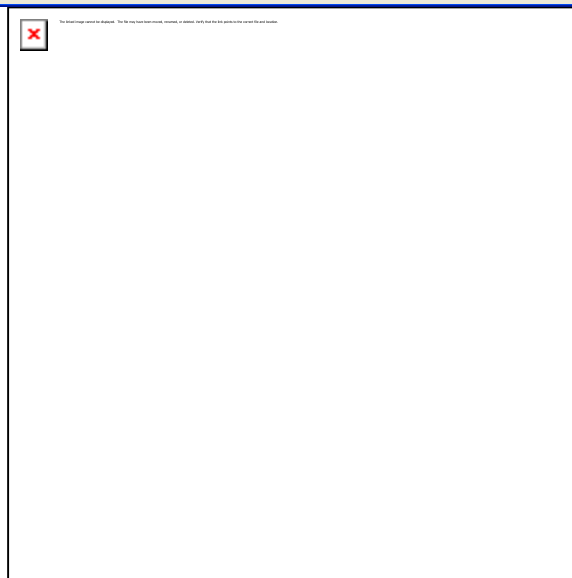 The linked image cannot be displayed. The file may have been moved, renamed, or deleted. Verify that the link points to the correct file and location.